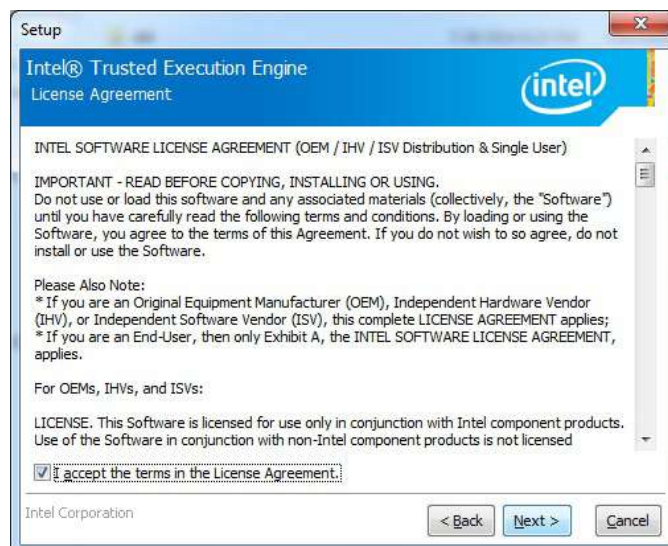 Setup
Intel® Trusted Execution Engine
License Agreement
intel
INTEL SOFTWARE LICENSE AGREEMENT (OEM / IHV / ISV Distribution & Single User)
IMPORTANT - READ BEFORE COPYING, INSTALLING OR USING.
Do not use or load this software and any associated materials (collectively, the "Software")
until you have carefully read the following terms and conditions. By loading or using the
Software, you agree to the terms of this Agreement. If you do not wish to so agree, do not
install or use the Software.
Please Also Note:
* If you are an Original Equipment Manufacturer (OEM), Independent Hardware Vendor
(IHV), or Independent Software Vendor (ISV), this complete LICENSE AGREEMENT applies;
* If you are an End-User, then only Exhibit A, the INTEL SOFTWARE LICENSE AGREEMENT,
applies.
For OEMs, IHVs, and ISVs:
LICENSE. This Software is licensed for use only in conjunction with Intel component products.
Use of the Software in conjunction with non-Intel component products is not licensed
I accept the terms in the License Agreement.
Intel Corporation
< Back
Next >
Cancel